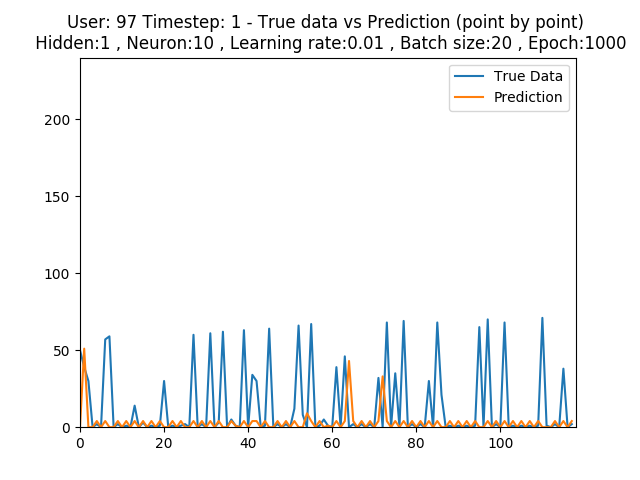 User: 97 Timestep: 1 - True data vs Prediction (point by point)
Hidden:1 , Neuron:10 , Learning rate:0.01 , Batch size:20 , Epoch:1000
True Data
Prediction
200
150
100
50
0
0 20 40 60 80 100